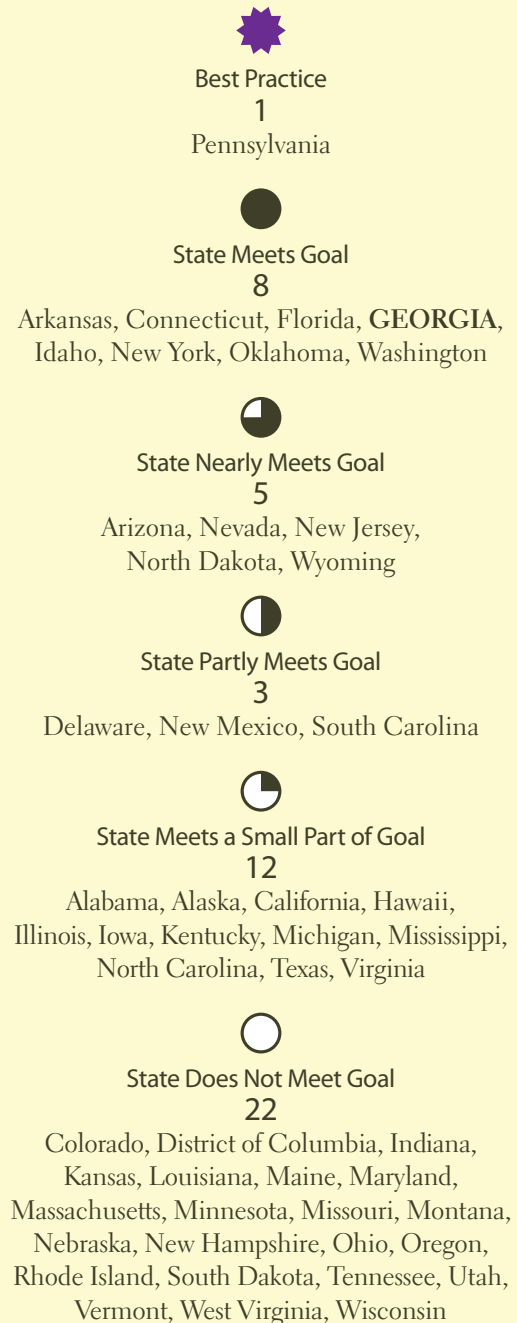 Best Practice
1
Pennsylvania
State Meets Goal
8
Arkansas, Connecticut, Florida, GEORGIA,
Idaho, New York, Oklahoma, Washington
State Nearly Meets Goal
5
Arizona, Nevada, New Jersey,
North Dakota, Wyoming
State Partly Meets Goal
3
Delaware, New Mexico, South Carolina
State Meets a Small Part of Goal
12
Alabama, Alaska, California, Hawaii,
Illinois, Iowa, Kentucky, Michigan, Mississippi,
North Carolina, Texas, Virginia
State Does Not Meet Goal
22
Colorado, District of Columbia, Indiana,
Kansas, Louisiana, Maine, Maryland,
Massachusetts, Minnesota, Missouri, Montana,
Nebraska, New Hampshire, Ohio, Oregon,
Rhode Island, South Dakota, Tennessee, Utah,
Vermont, West Virginia, Wisconsin